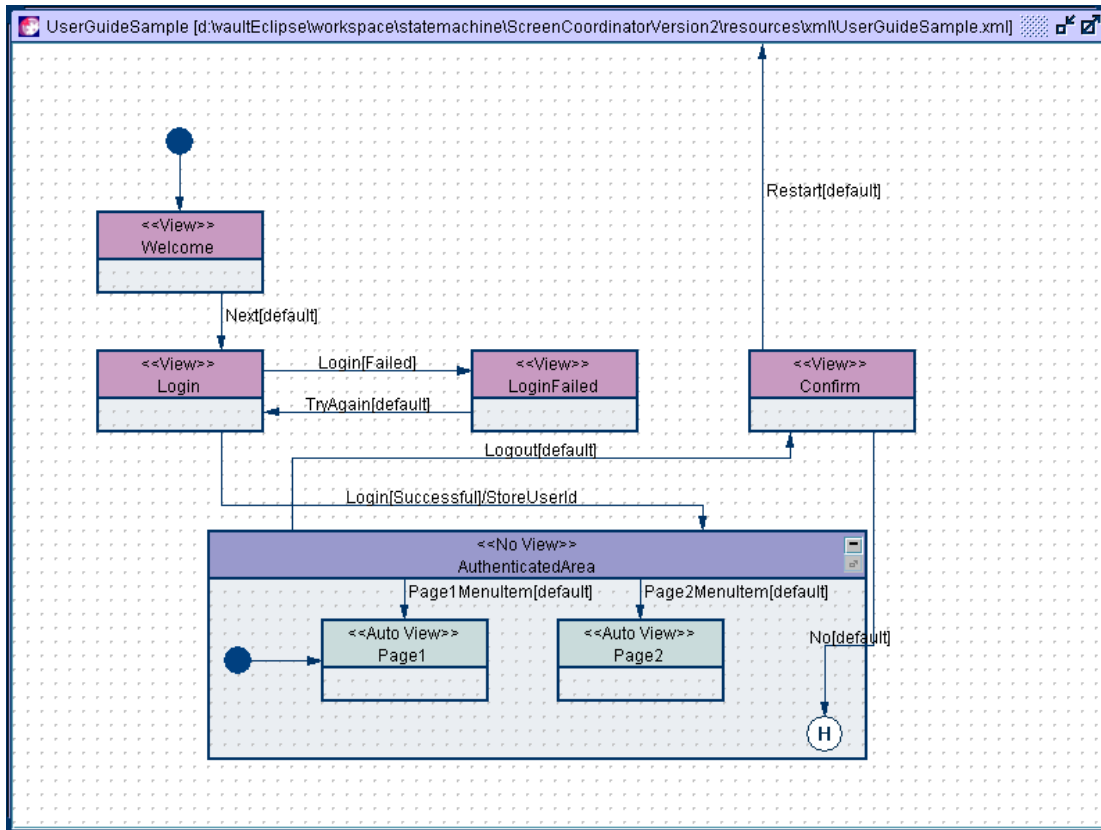 UserGuideSample [d:\vaultEclipse\workspace\statemachine\ScreenCoordinatorVersion2\resources\xml\UserGuideSample.xml]
Restart[default]
<<View>>
Welcome
Next[default]
<<View>>
Login
Login[Failed]
TryAgain[default]
<<View>>
LoginFailed
<<View>>
Confirm
Logout[default]
Login[Successful]/StoreUserId
<<No View>>
AuthenticatedArea
Page1MenuItem[default]
Page2MenuItem[default]
<<Auto View>>
Page1
<<Auto View>>
Page2
No[default]
H